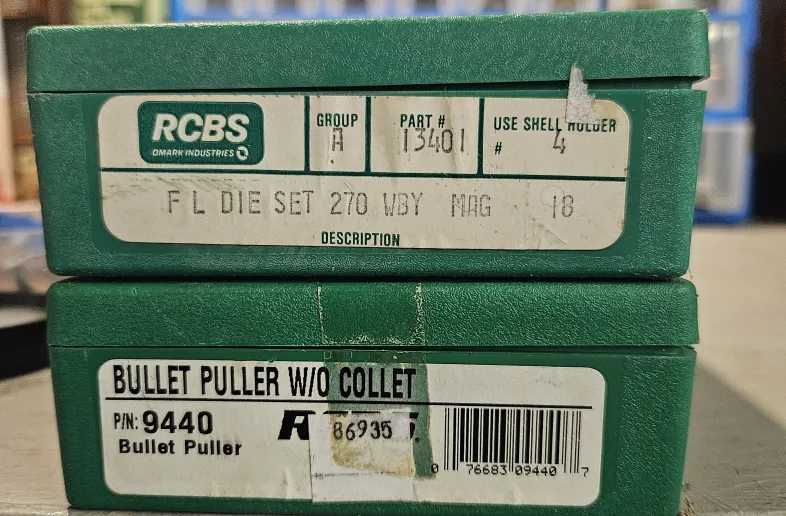 RCBS
OMARK INDUSTRIES
GROUP
A
PART #
13401
USE SHELL HOLDER
# 4
F L DIE SET 270 WBY MAG 18
DESCRIPTION
BULLET PULLER W/O COLLET
P/N: 9440
Bullet Puller
86935
0 76683 09440 7